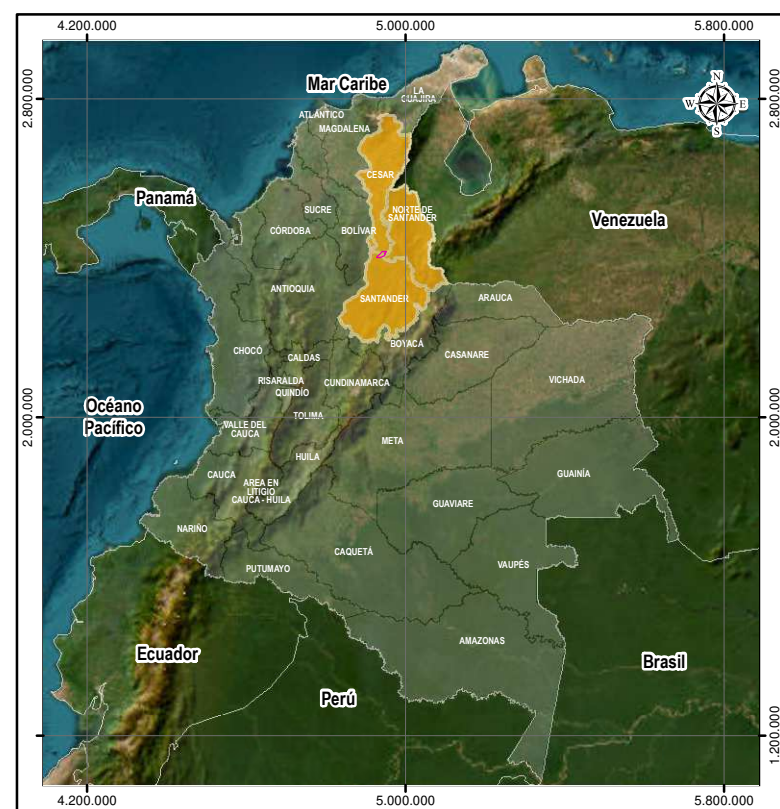 4.200.000
5.000.000
5.800.000
2.800.000
2.000.000
1.200.000
2.800.000
2.000.000
1.200.000
N
W
E
S
Mar Caribe
LA
GUAJIRA
ATLÁNTICO
MAGDALENA
CESAR
Panamá
SUCRE
NORTE DE
SANTANDER
Venezuela
CÓRDOBA
BOLÍVAR
ANTIOQUIA
SANTANDER
ARAUCA
BOYACÁ
CHOCÓ
CALDAS
CASANARE
RISARALDA
CUNDINAMARCA
VICHADA
QUINDÍO
Océano
Pacífico
TOLIMA
VALLE DEL
CAUCA
META
HUILA
CAUCA
AREA EN
LITIGIO
CAUCA - HUILA
GUAINÍA
GUAVIARE
NARIÑO
CAQUETÁ
PUTUMAYO
VAUPÉS
AMAZONAS
Ecuador
Perú
Brasil
4.200.000
5.000.000
5.800.000